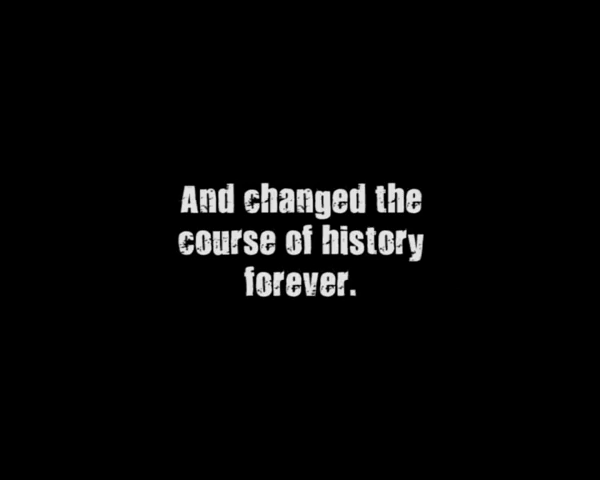 And changed the
course of history
forever.